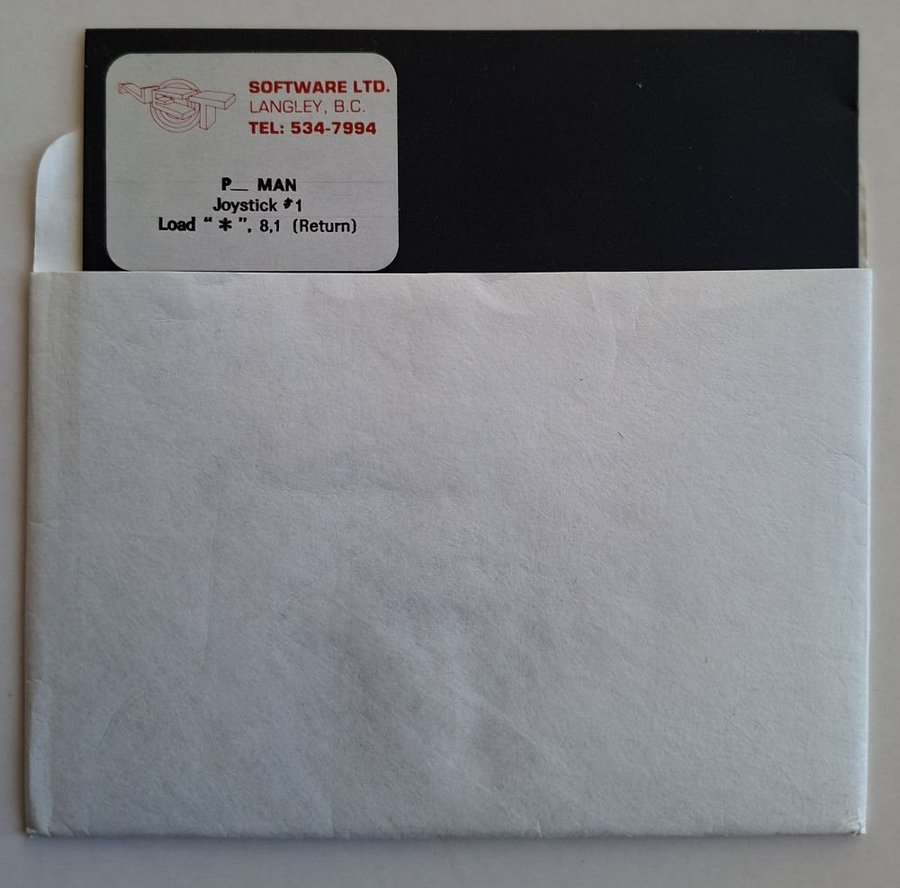 SOFTWARE LTD.
LANGLEY, B.C.
TEL: 534-7994
P__ MAN
Joystick #1
Load "*", 8,1 (Return)